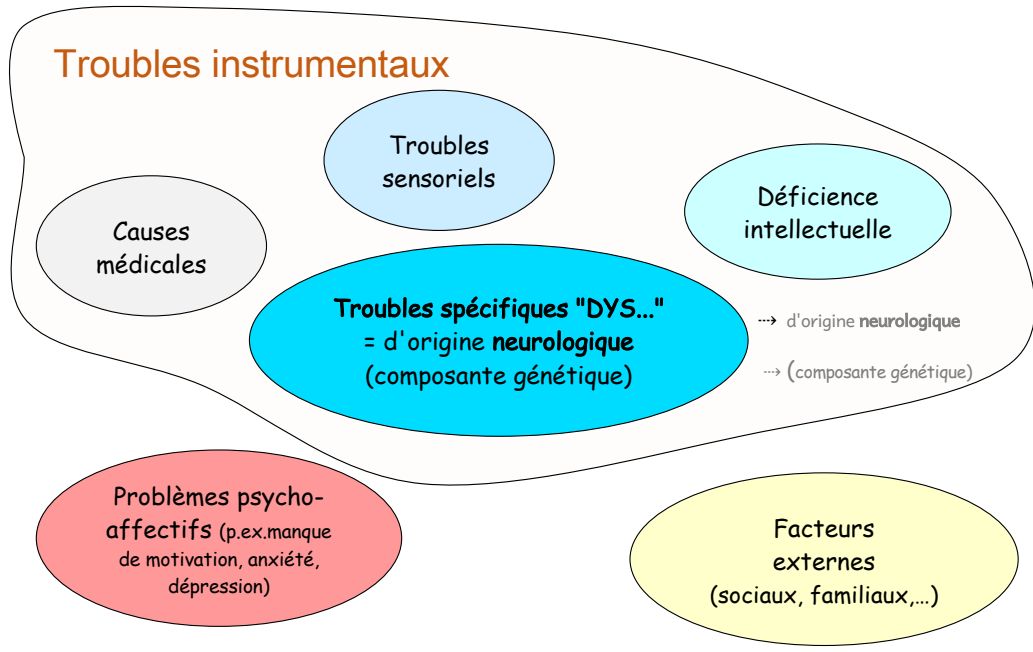 Troubles instrumentaux
Troubles
sensoriels
Déficience
intellectuelle
Causes
médicales
Troubles spécifiques "DYS..."
= d'origine neurologique
(composante génétique)
⇢ d'origine neurologique
⇢ (composante génétique)
Problèmes psycho-
affectifs (p.ex.manque
de motivation, anxiété,
dépression)
Facteurs
externes
(sociaux, familiaux,…)